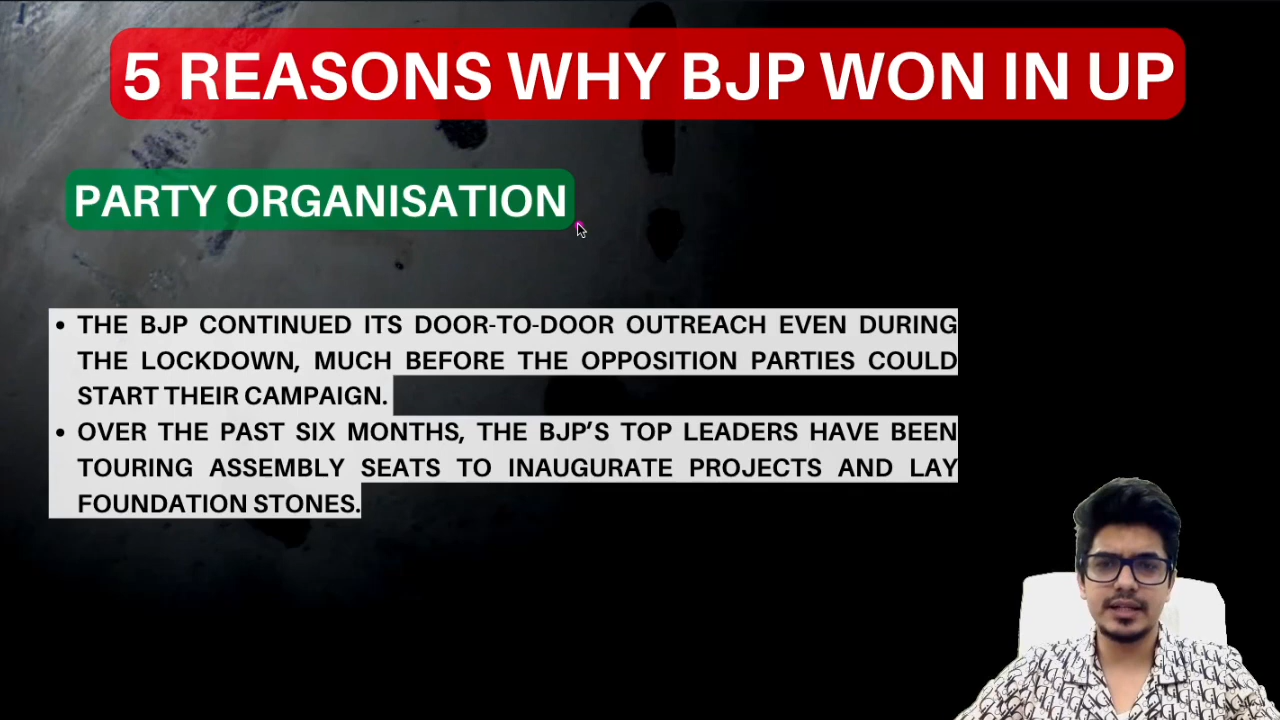 5 REASONS WHY BJP WON IN UP
PARTY ORGANISATION
• THE BJP CONTINUED ITS DOOR-TO-DOOR OUTREACH EVEN DURING
THE LOCKDOWN, MUCH BEFORE THE OPPOSITION PARTIES COULD
START THEIR CAMPAIGN.
• OVER THE PAST SIX MONTHS, THE BJP’S TOP LEADERS HAVE BEEN
TOURING ASSEMBLY SEATS TO INAUGURATE PROJECTS AND LAY
FOUNDATION STONES.